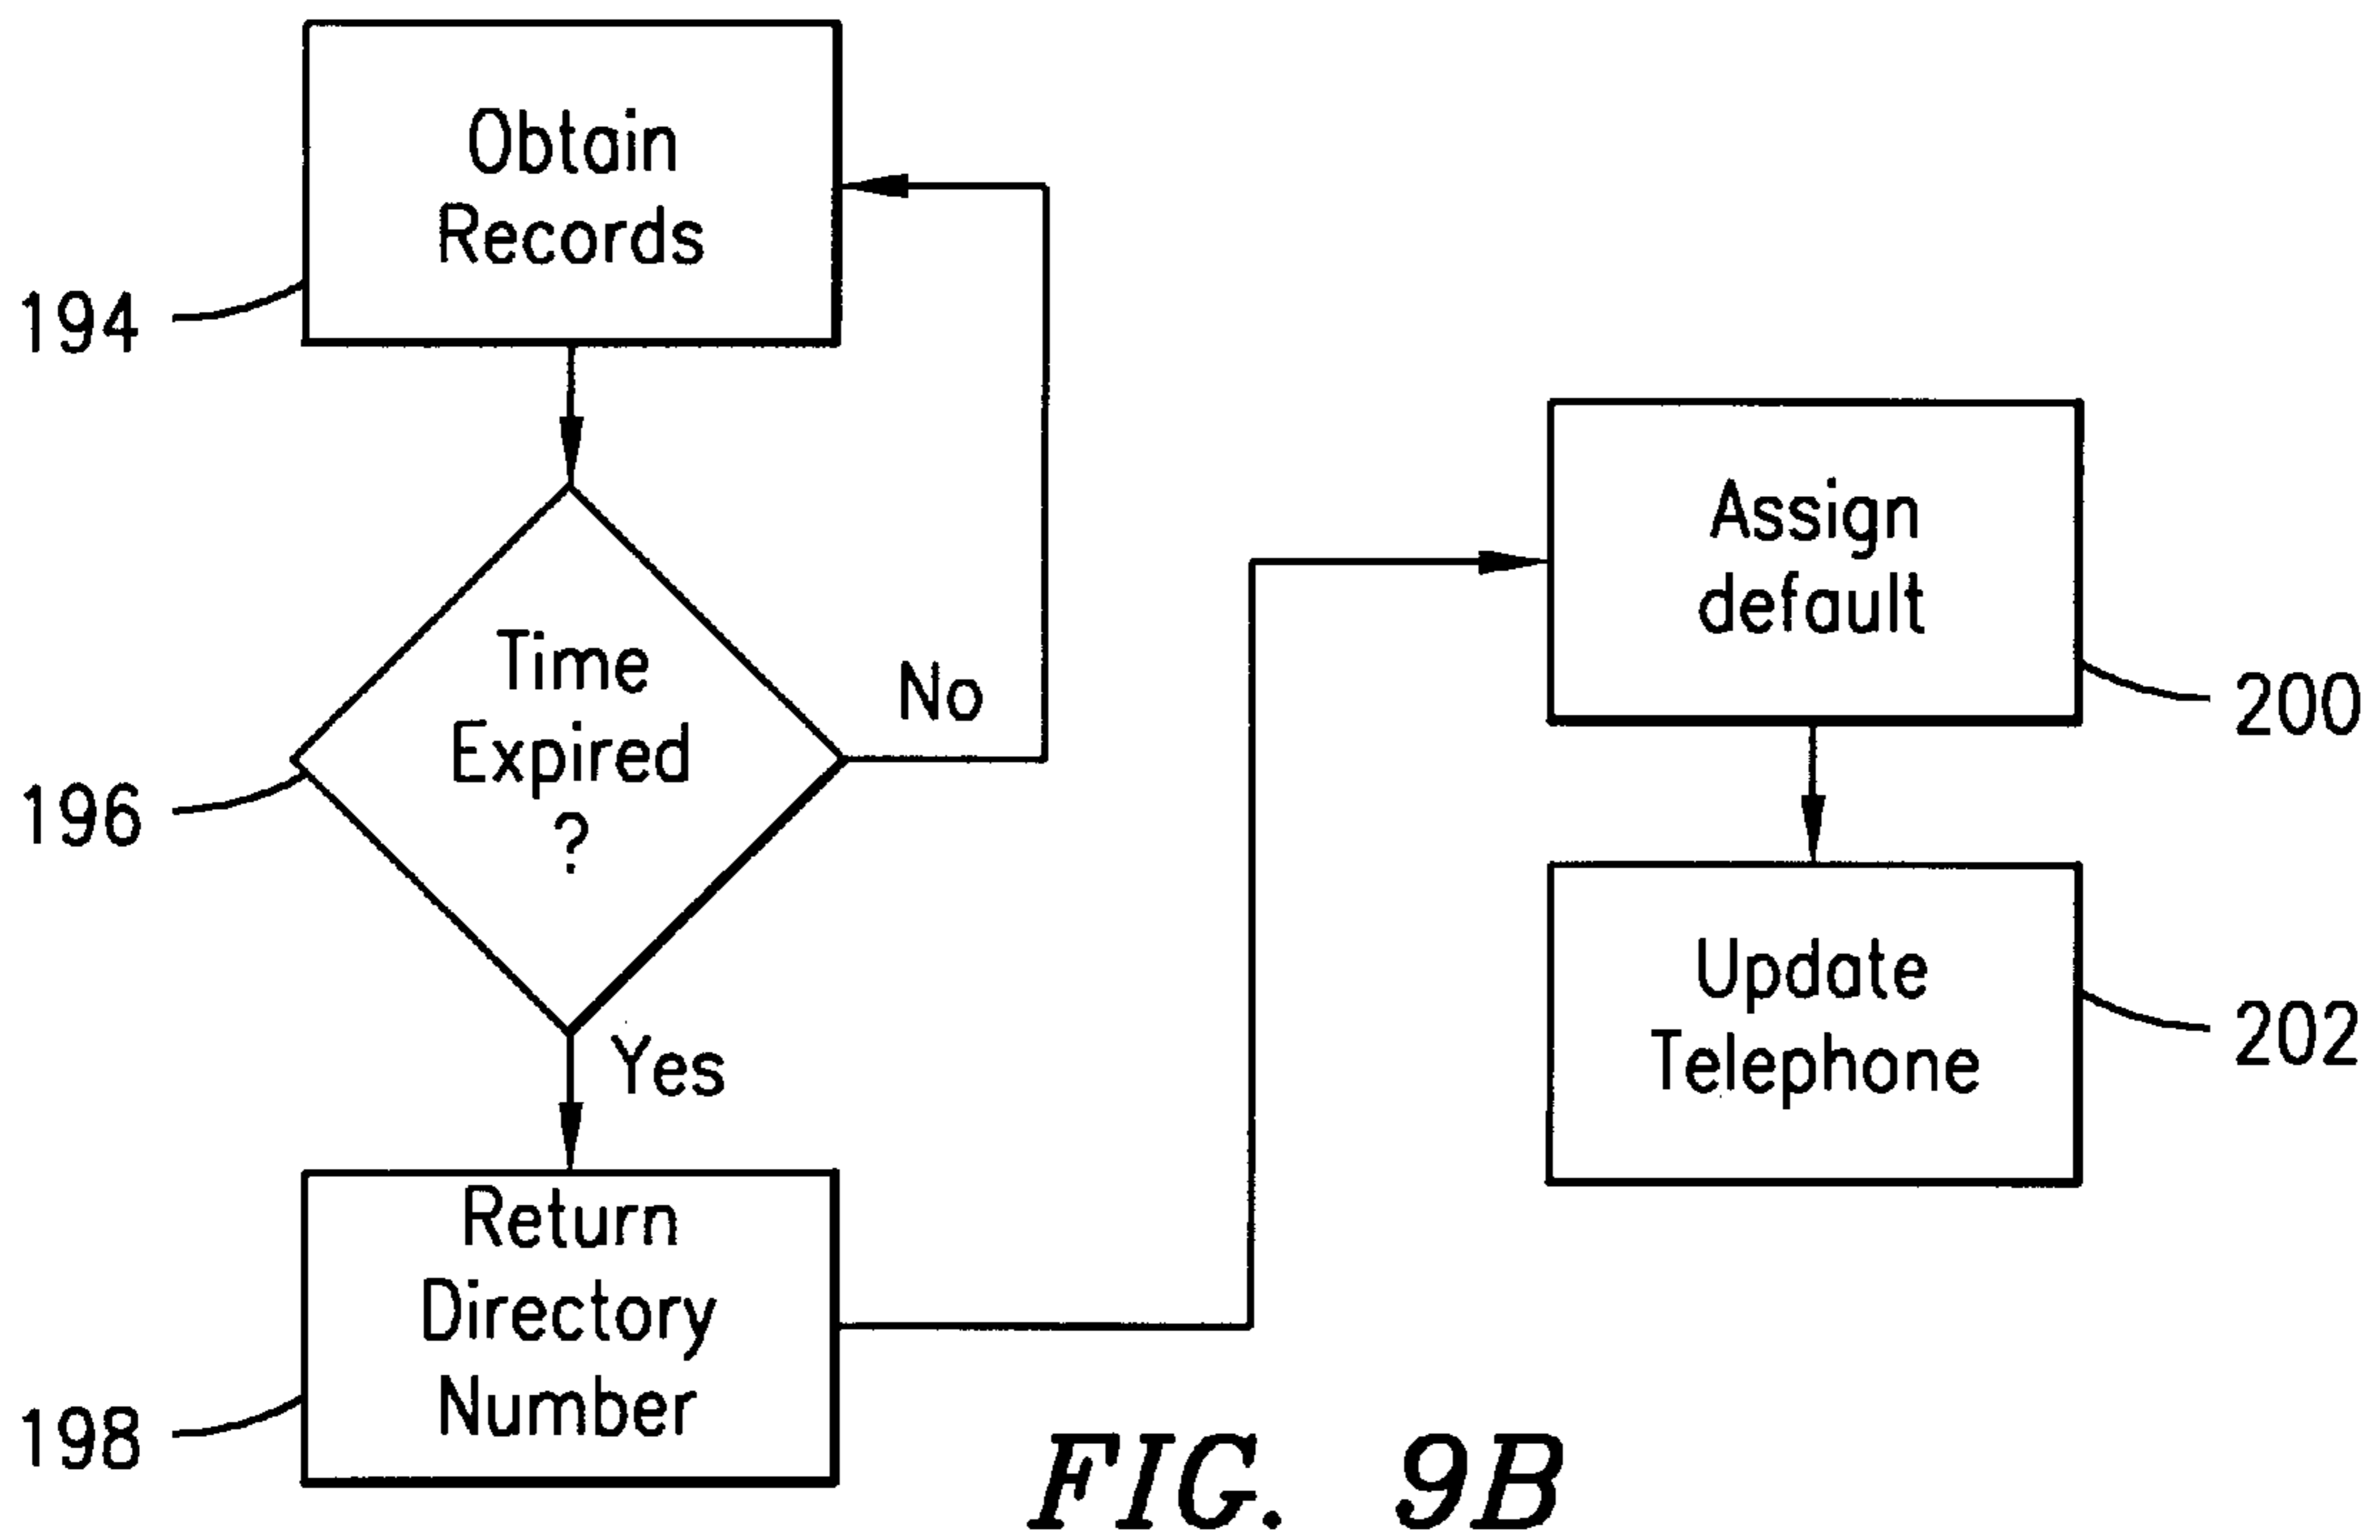 Obtain
Records
194
Time
Expired
?
No
196
Yes
Return
Directory
Number
198
Assign
default
200
Update
Telephone
202
FIG. 9B